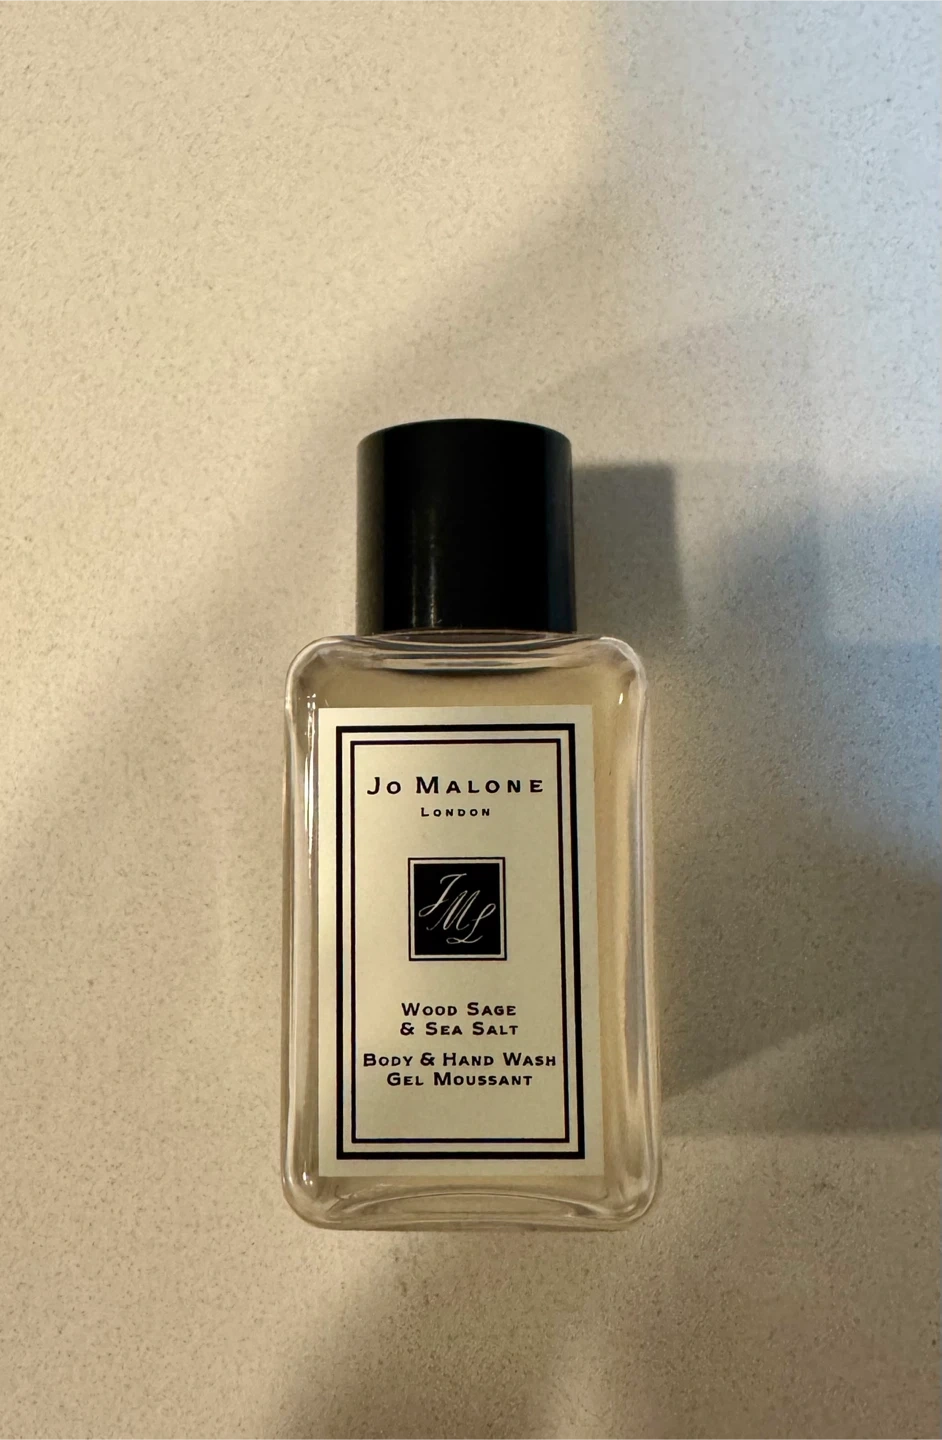 Jo Malone
London
JML
Wood Sage
& Sea Salt
Body & Hand Wash
Gel Moussant